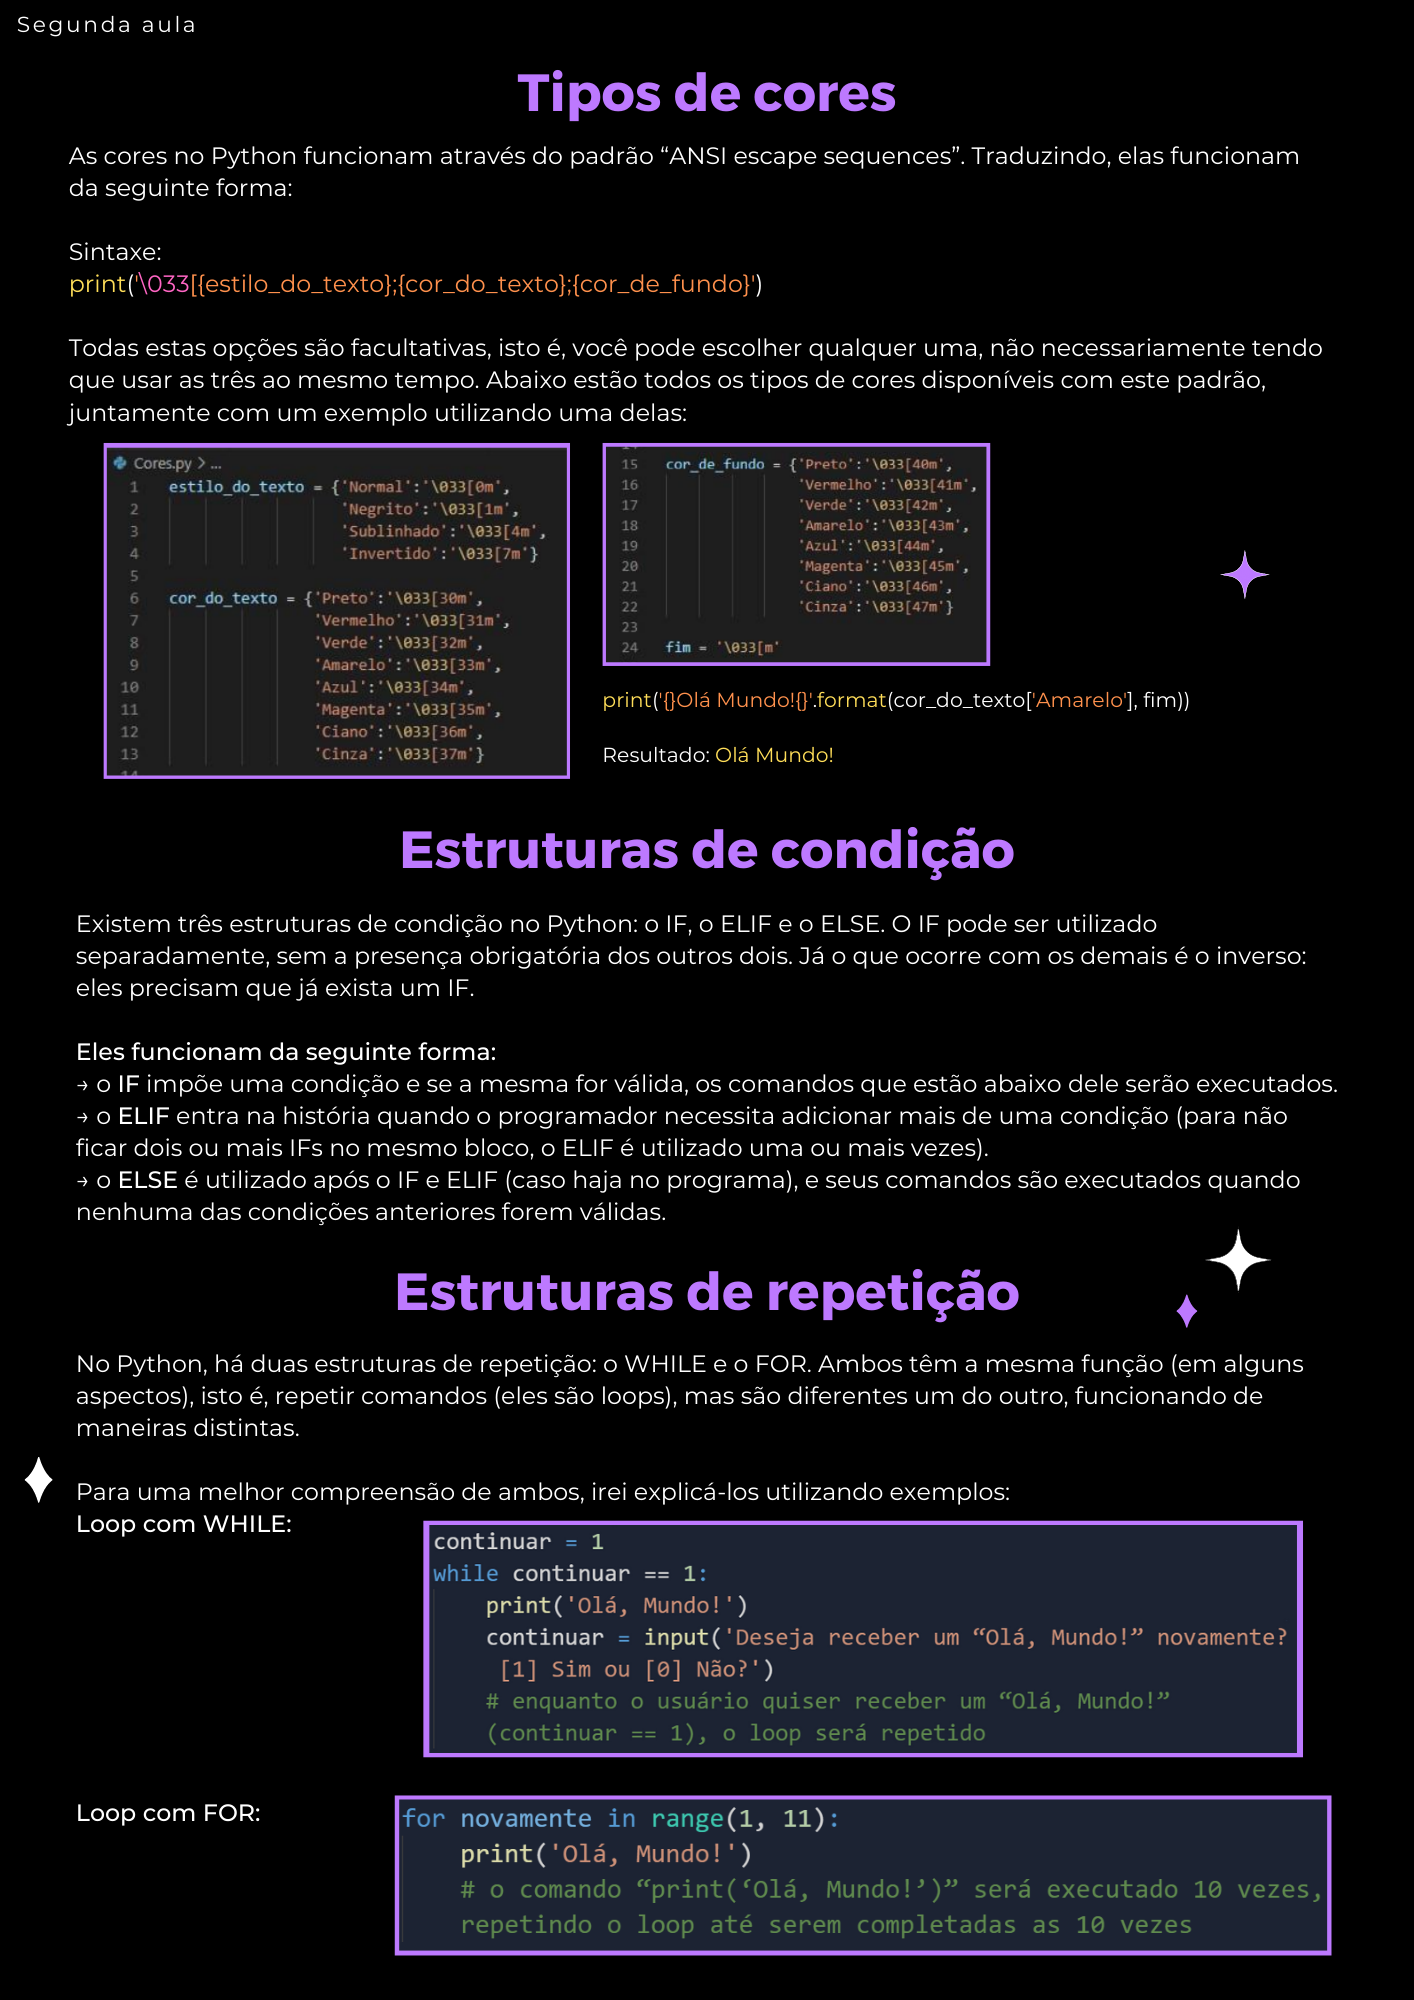 Segunda aula
Tipos de cores
As cores no Python funcionam através do padrão “ANSI escape sequences”. Traduzindo, elas funcionam
da seguinte forma:
Sintaxe:
print('\033[{estilo_do_texto};{cor_do_texto};{cor_de_fundo}')
Todas estas opções são facultativas, isto é, você pode escolher qualquer uma, não necessariamente tendo
que usar as três ao mesmo tempo. Abaixo estão todos os tipos de cores disponíveis com este padrão,
juntamente com um exemplo utilizando uma delas:
Cores.py > ...
1 estilo_do_texto = {'Normal':'\033[0m',
2 'Negrito':'\033[1m',
3 'Sublinhado':'\033[4m',
4 'Invertido':'\033[7m'}
5
6 cor_do_texto = {'Preto':'\033[30m',
7 'Vermelho':'\033[31m',
8 'Verde':'\033[32m',
9 'Amarelo':'\033[33m',
10 'Azul':'\033[34m',
11 'Magenta':'\033[35m',
12 'Ciano':'\033[36m',
13 'Cinza':'\033[37m'}
15 cor_de_fundo = {'Preto':'\033[40m',
16 'Vermelho':'\033[41m',
17 'Verde':'\033[42m',
18 'Amarelo':'\033[43m',
19 'Azul':'\033[44m',
20 'Magenta':'\033[45m',
21 'Ciano':'\033[46m',
22 'Cinza':'\033[47m'}
23
24 fim = '\033[m'
print('{}Olá Mundo!{}'.format(cor_do_texto['Amarelo'], fim))
Resultado: Olá Mundo!
Estruturas de condição
Existem três estruturas de condição no Python: o IF, o ELIF e o ELSE. O IF pode ser utilizado
separadamente, sem a presença obrigatória dos outros dois. Já o que ocorre com os demais é o inverso:
eles precisam que já exista um IF.
Eles funcionam da seguinte forma:
→ o IF impõe uma condição e se a mesma for válida, os comandos que estão abaixo dele serão executados.
→ o ELIF entra na história quando o programador necessita adicionar mais de uma condição (para não
ficar dois ou mais IFs no mesmo bloco, o ELIF é utilizado uma ou mais vezes).
→ o ELSE é utilizado após o IF e ELIF (caso haja no programa), e seus comandos são executados quando
nenhuma das condições anteriores forem válidas.
Estruturas de repetição
No Python, há duas estruturas de repetição: o WHILE e o FOR. Ambos têm a mesma função (em alguns
aspectos), isto é, repetir comandos (eles são loops), mas são diferentes um do outro, funcionando de
maneiras distintas.
Para uma melhor compreensão de ambos, irei explicá-los utilizando exemplos:
Loop com WHILE:
continuar = 1
while continuar == 1:
print('Olá, Mundo!')
continuar = input('Deseja receber um “Olá, Mundo!” novamente?
[1] Sim ou [0] Não?')
# enquanto o usuário quiser receber um “Olá, Mundo!”
(continuar == 1), o loop será repetido
Loop com FOR:
for novamente in range(1, 11):
print('Olá, Mundo!')
# o comando “print(‘Olá, Mundo!’)” será executado 10 vezes,
repetindo o loop até serem completadas as 10 vezes